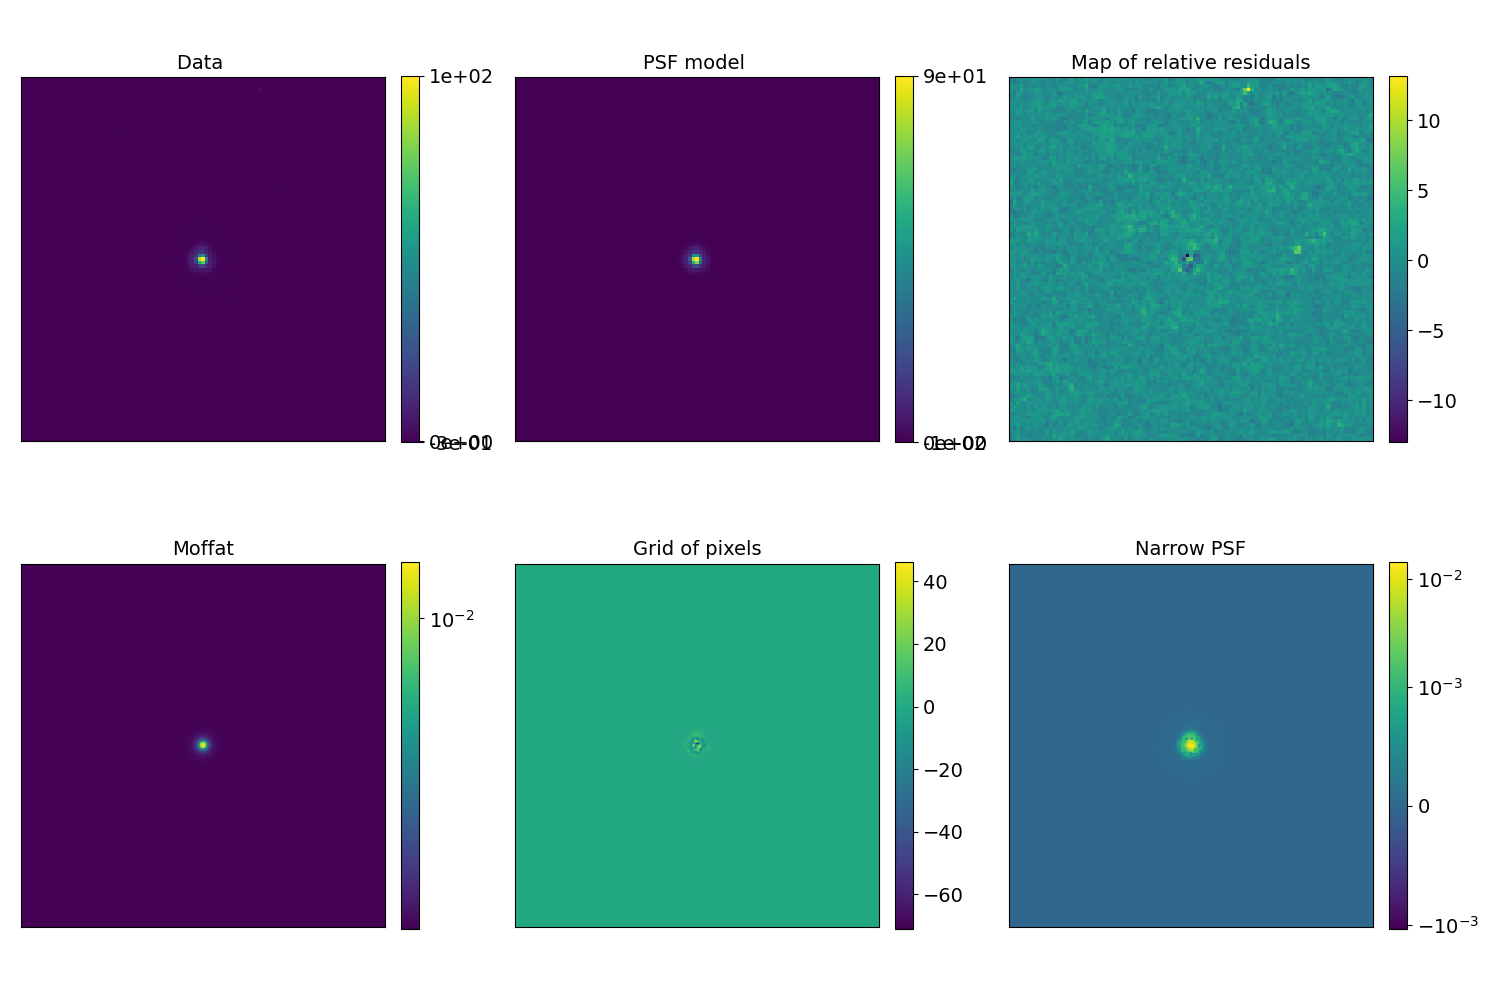 Data
PSF model
Map of relative residuals
1e+02
9e+01
10
5
0
−5
−10
Moffat
Grid of pixels
Narrow PSF
10⁻²
40
20
0
−20
−40
−60
10⁻²
10⁻³
0
−10⁻³